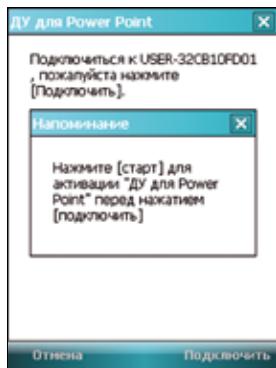 ДУ для Power Point
Подключиться к USER-32CB10FD01
, пожалуйста нажмите
[Подключить].
Напоминание
Нажмите [старт] для
активации "ДУ для Power
Point" перед нажатием
[подключить]
Отмена Подключить